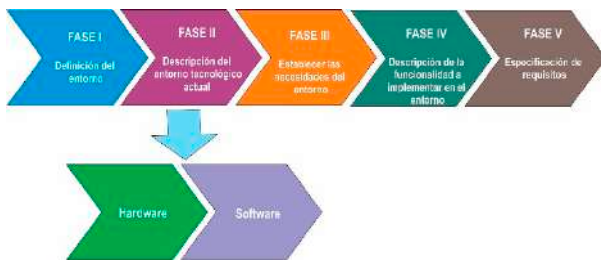 FASE I
Definición del
entorno
FASE II
Descripción del
entorno tecnológico
actual
FASE III
Establecer las
necesidades del
entorno
FASE IV
Descripción de la
funcionalidad a
implementar en el
entorno
FASE V
Especificación de
requisitos
Hardware
Software